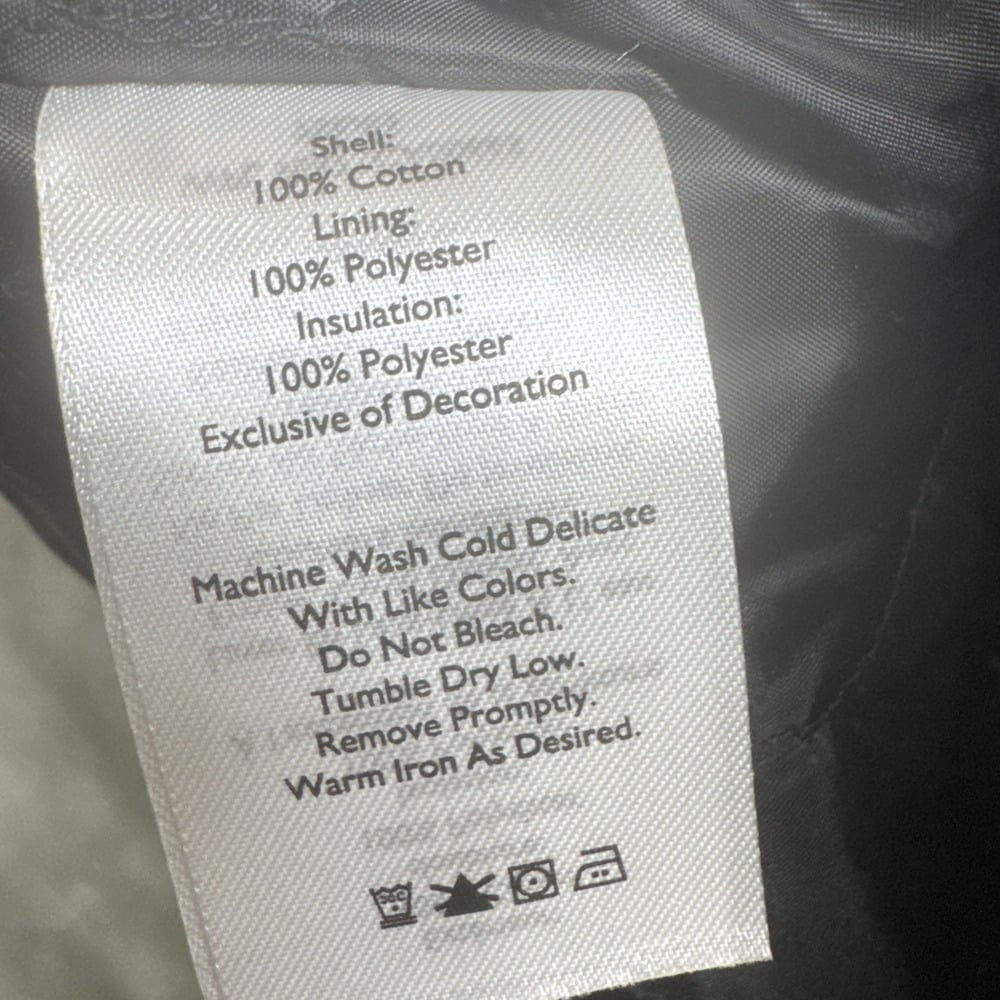 Shell:
100% Cotton
Lining:
100% Polyester
Insulation:
100% Polyester
Exclusive of Decoration
Machine Wash Cold Delicate
With Like Colors.
Do Not Bleach.
Tumble Dry Low.
Remove Promptly.
Warm Iron As Desired.